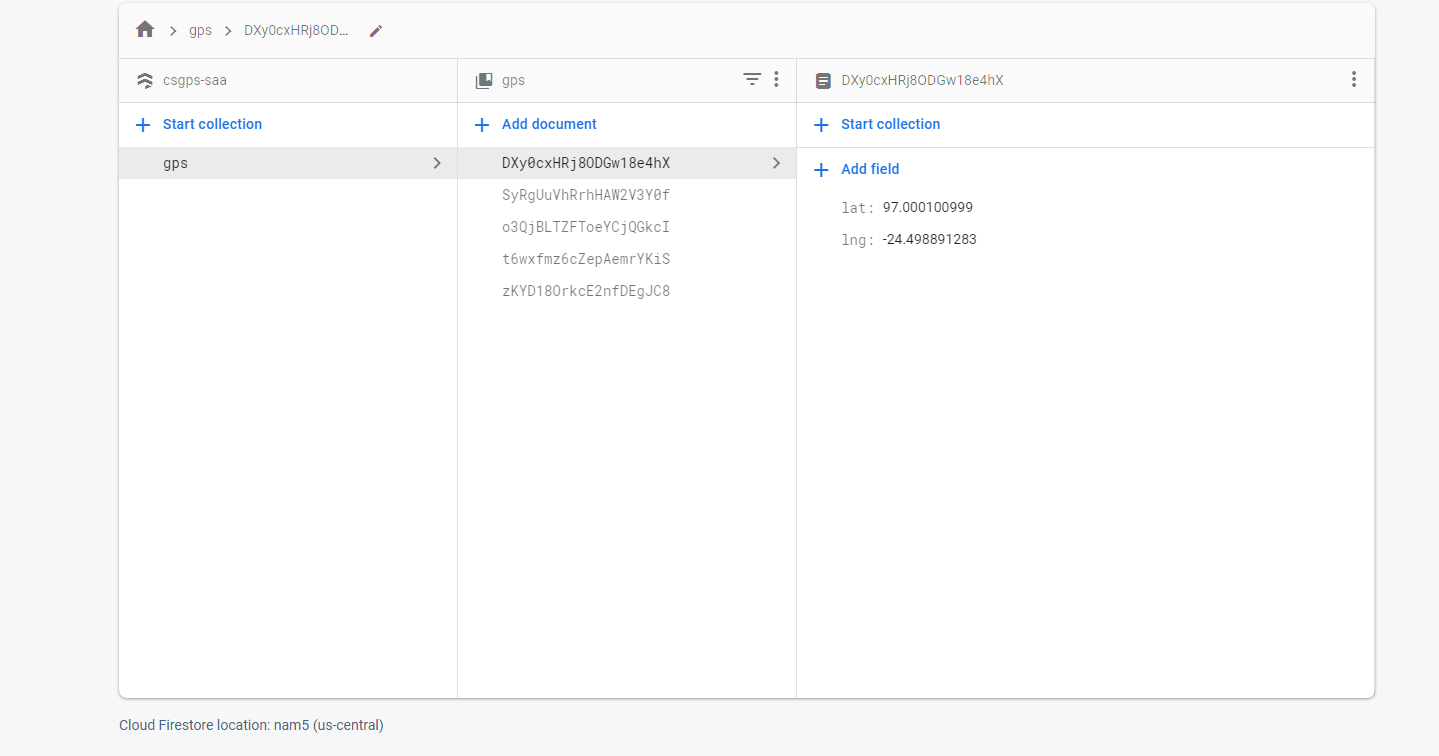 gps DXy0cxHRj8OD...
csgps-saa
Start collection
gps
gps
Add document
DXy0cxHRj8ODGw18e4hX
SyRgUuVhRrhHAW2V3Y0f
o3QjBLTZFToeYCjQGkcI
t6wxfmz6cZepAemrYKiS
zKYD18OrkcE2nfDEgJC8
DXy0cxHRj8ODGw18e4hX
Start collection
Add field
lat: 97.000100999
lng: -24.498891283
Cloud Firestore location: nam5 (us-central)